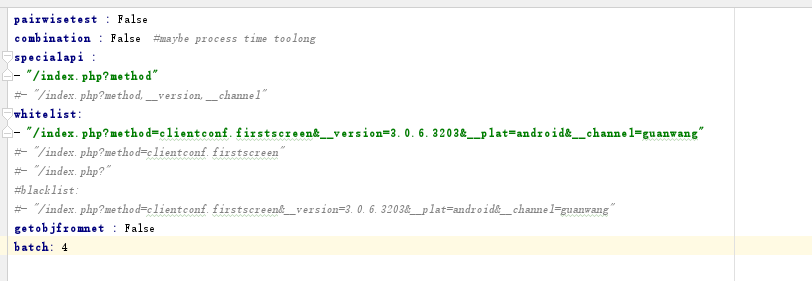 pairwisetest : False
combination : False  #maybe process time toolong
specialapi :
- "/index.php?method"
#- "/index.php?method,__version,__channel"
whitelist:
- "/index.php?method=clientconf.firstscreen&__version=3.0.6.3203&__plat=android&__channel=guanwang"
#- "/index.php?method=clientconf.firstscreen"
#- "/index.php?"
#blacklist:
#- "/index.php?method=clientconf.firstscreen&__version=3.0.6.3203&__plat=android&__channel=guanwang"
getobjfromnet : False
batch: 4